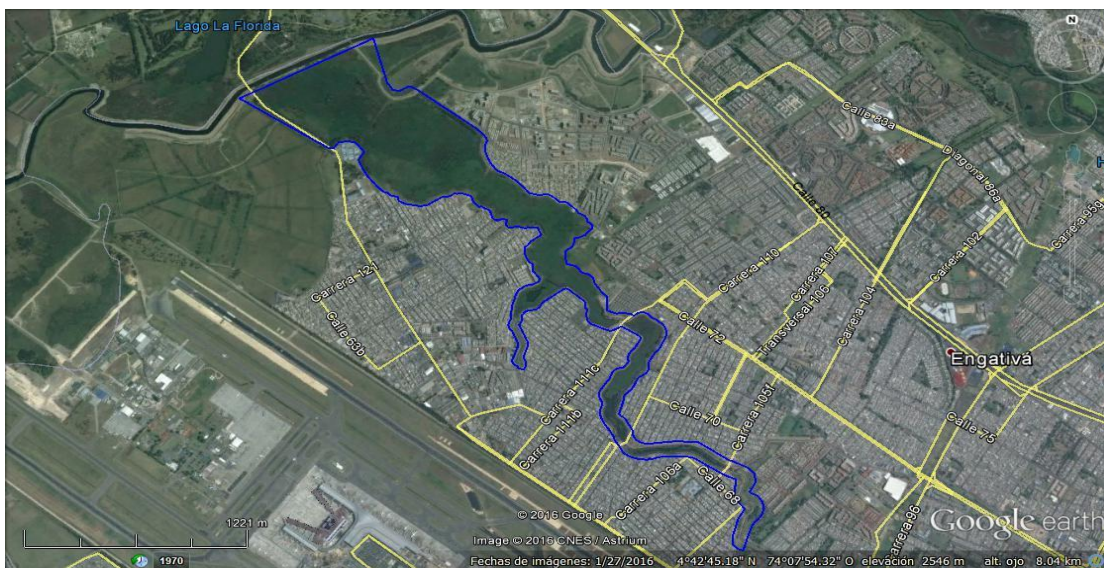 Lago La Florida
N
Calle 83a
Diagonal 86a
H
Calle 80
Carrera 95g
Carrera 102
Carrera 110
Carrera 107
Carrera 121
Transversal 106
Carrera 104
Calle 63b
Calle 72
Engativá
Carrera 111c
Carrera 105f
Calle 70
Calle 75
Carrera 111b
Carrera 106a
Calle 68
Carrera 96
© 2016 Google
Google earth
1221 m
Image © 2016 CNES / Astrium
1970
Fechas de imágenes: 1/27/2016 4°42'45.18" N 74°07'54.32" O elevación 2546 m alt. ojo 8.04 km